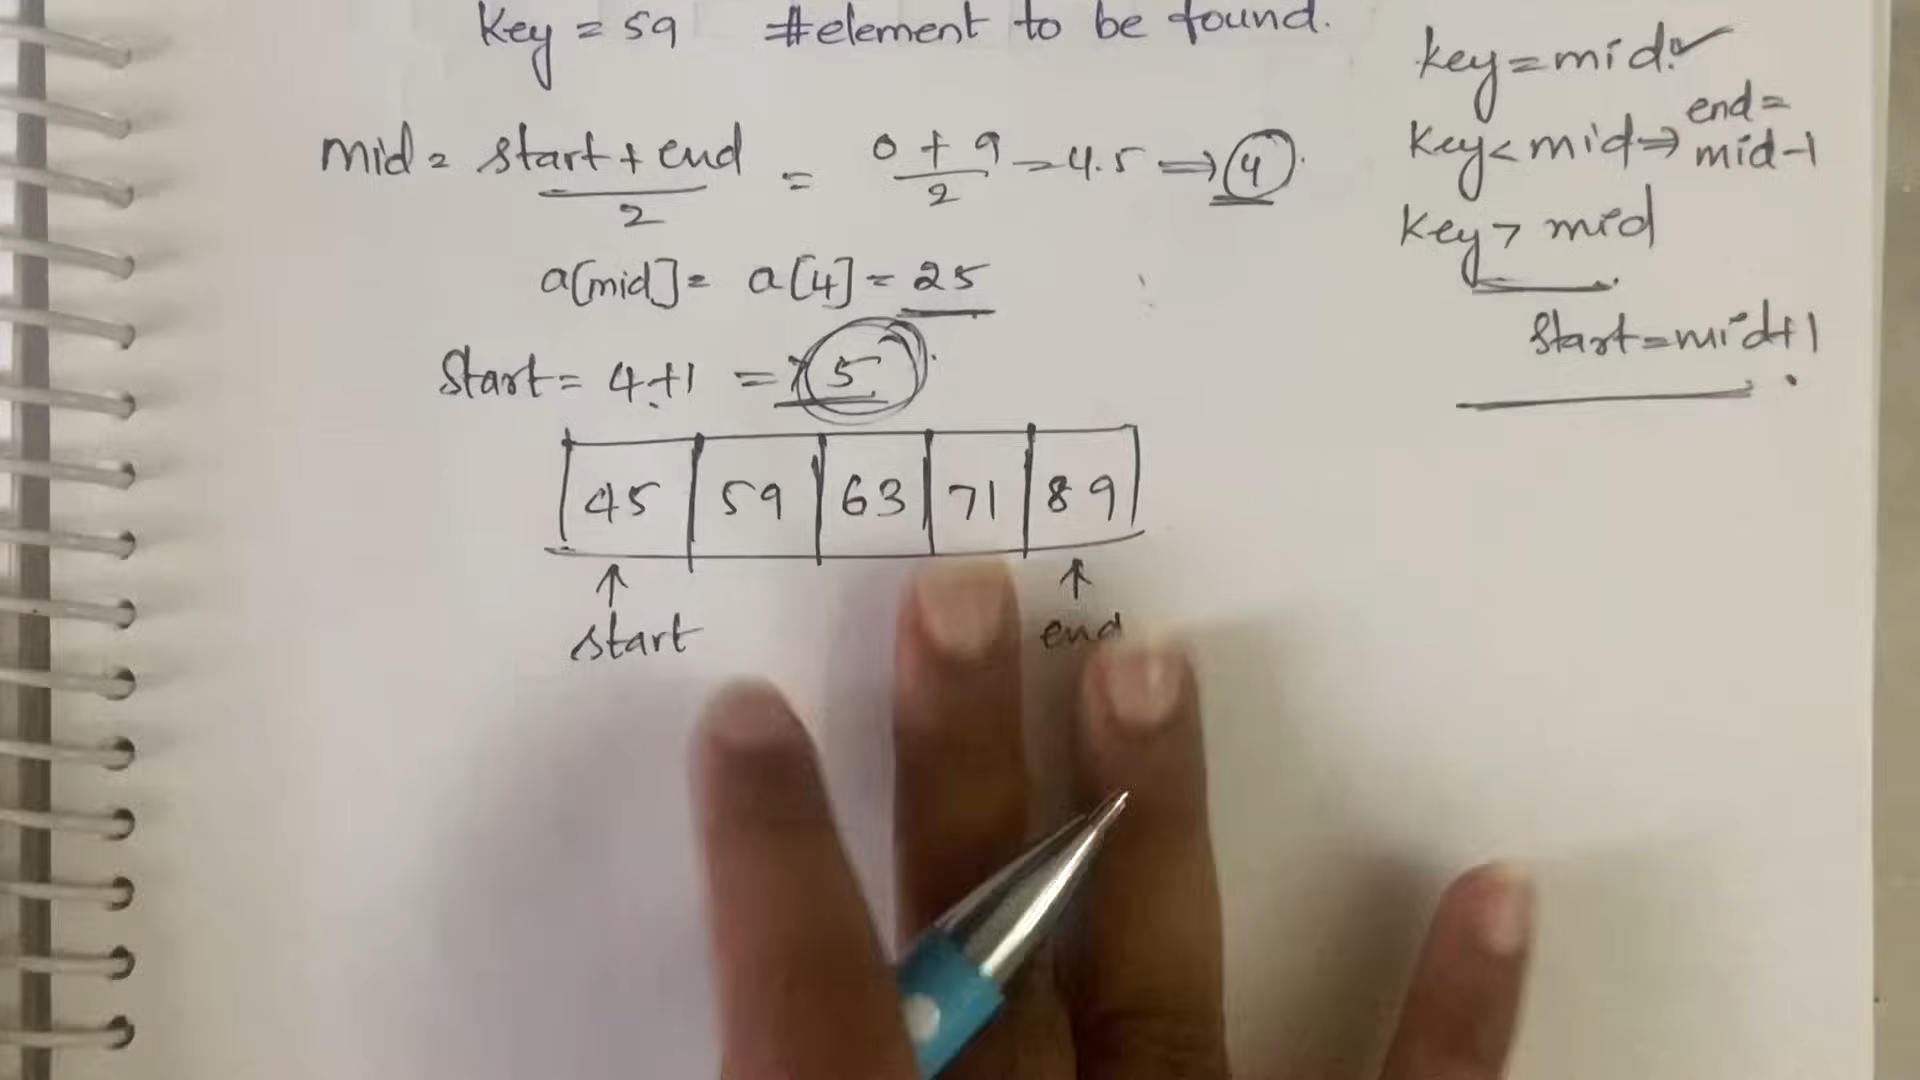 Key = 59 #element to be found.
mid = start + end / 2 = 0 + 9 / 2 = 4.5 ⇒ 4
a[mid] = a[4] = 25
Start = 4+1 = 5
45 59 63 71 89
↑ ↑
start end
key = mid ✓
key < mid ⇒ end = mid-1
key > mid
start = mid+1